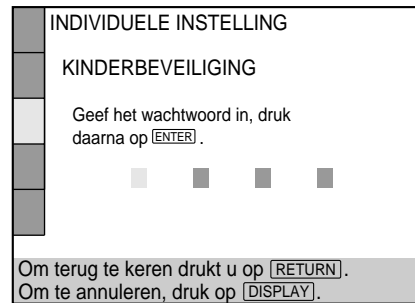 INDIVIDUELE INSTELLING
KINDERBEVEILIGING
Geef het wachtwoord in, druk
daarna op ENTER .
Om terug te keren drukt u op RETURN .
Om te annuleren, druk op DISPLAY .